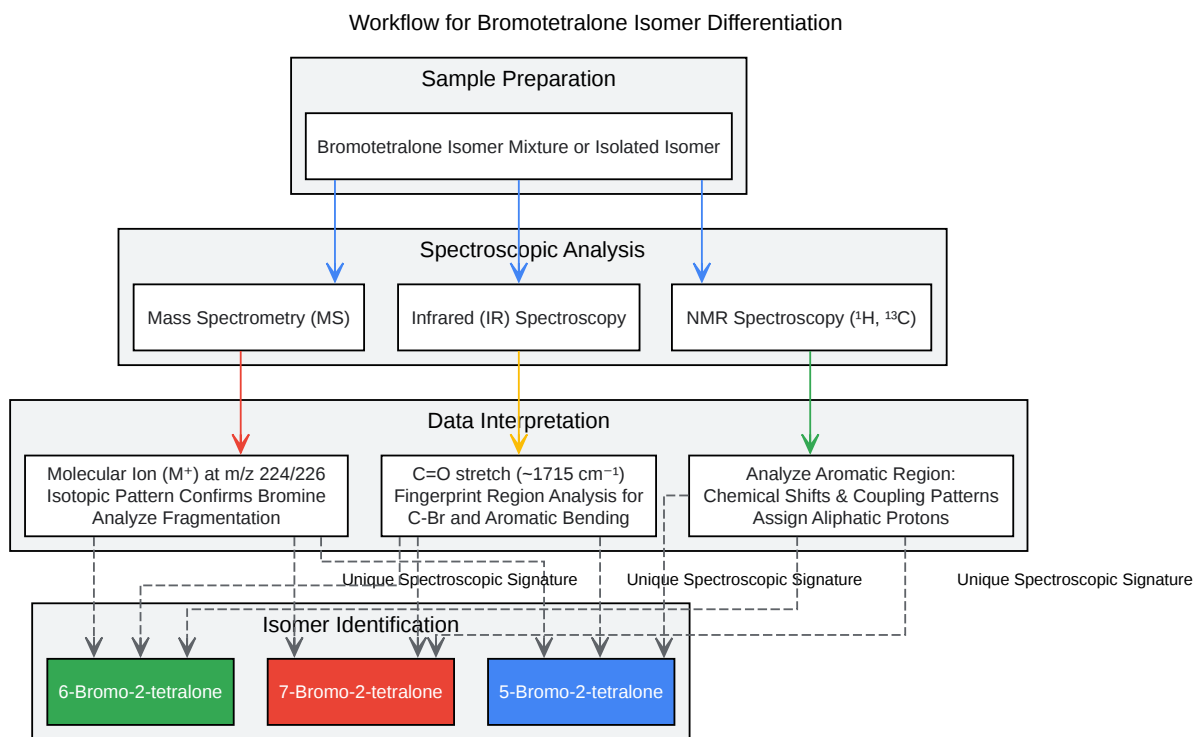 Workflow for Bromotetralone Isomer Differentiation
Sample Preparation
Bromotetralone Isomer Mixture or Isolated Isomer
Spectroscopic Analysis
Mass Spectrometry (MS)
Infrared (IR) Spectroscopy
NMR Spectroscopy (¹H, ¹³C)
Data Interpretation
Molecular Ion (M⁺) at m/z 224/226
Isotopic Pattern Confirms Bromine
Analyze Fragmentation
C=O stretch (~1715 cm⁻¹)
Fingerprint Region Analysis for
C-Br and Aromatic Bending
Analyze Aromatic Region:
Chemical Shifts & Coupling Patterns
Assign Aliphatic Protons
Unique Spectroscopic Signature
Unique Spectroscopic Signature
Unique Spectroscopic Signature
Isomer Identification
6-Bromo-2-tetralone
7-Bromo-2-tetralone
5-Bromo-2-tetralone